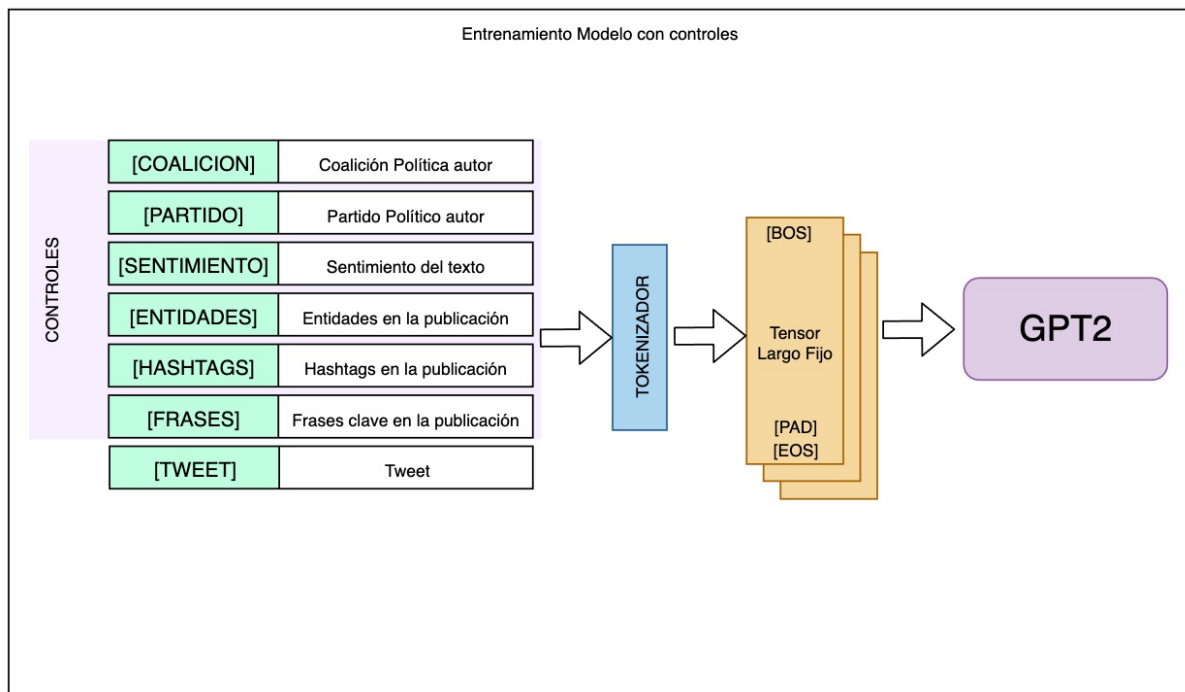 Entrenamiento Modelo con controles
CONTROLES
[COALICION] Coalición Política autor
[PARTIDO] Partido Político autor
[SENTIMIENTO] Sentimiento del texto
[ENTIDADES] Entidades en la publicación
[HASHTAGS] Hashtags en la publicación
[FRASES] Frases clave en la publicación
[TWEET] Tweet
TOKENIZADOR
[BOS]
Tensor
Largo Fijo
[PAD]
[EOS]
GPT2